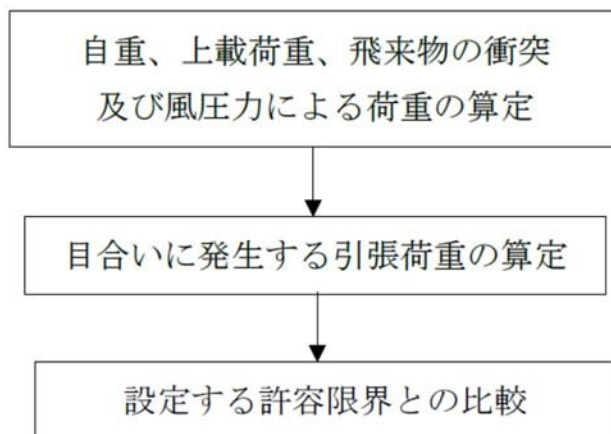 自重、上載荷重、飛来物の衝突
及び風圧力による荷重の算定
目合いに発生する引張荷重の算定
設定する許容限界との比較